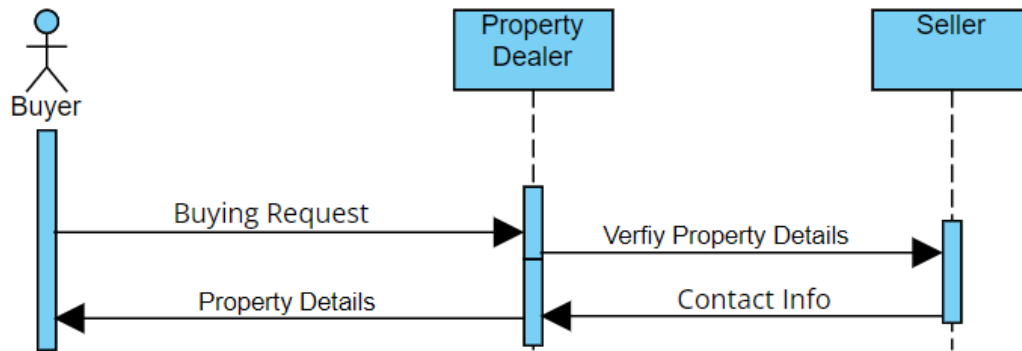 Property
Dealer
Seller
Buyer
Buying Request
Verfiy Property Details
Contact Info
Property Details